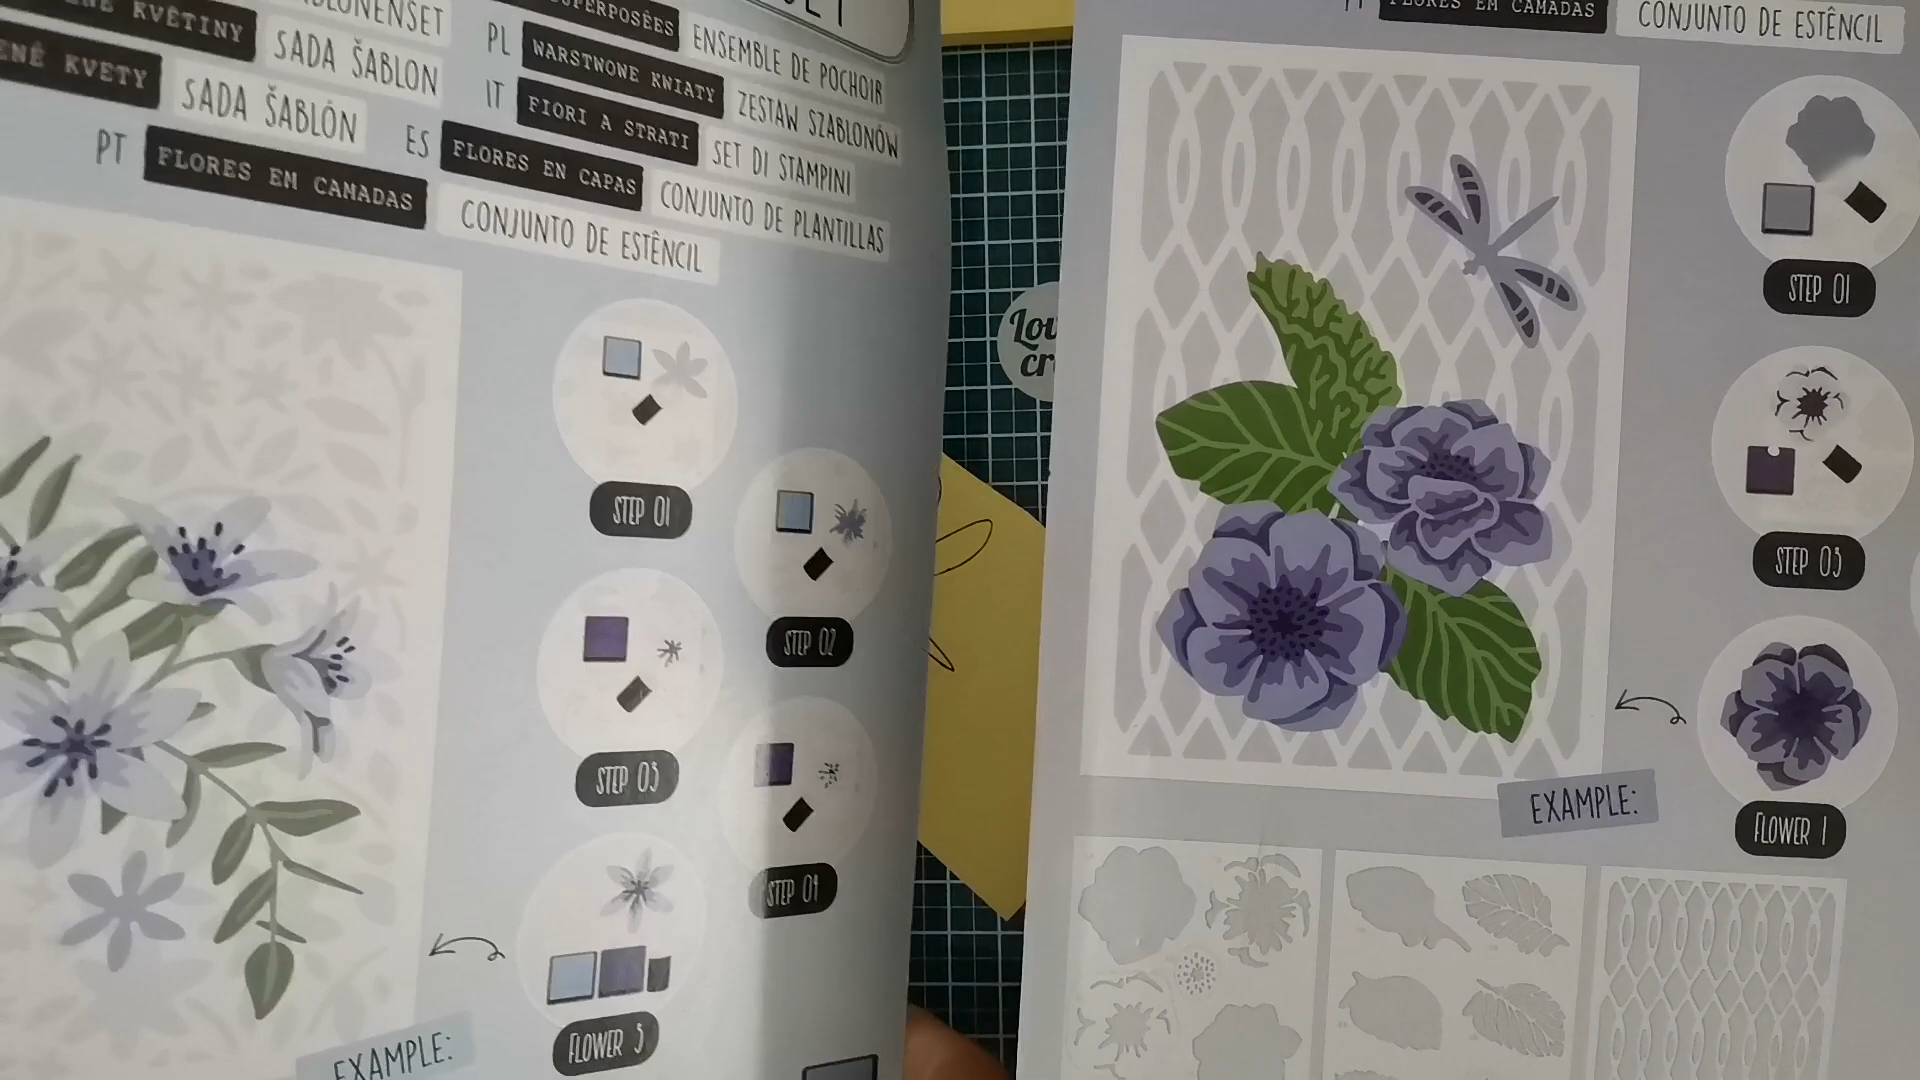 SET
KVĚTINY
SADA ŠABLON
KVETY
SADA ŠABLÓN
PT FLORES EM CAMADAS CONJUNTO DE ESTÊNCIL
ENSEMBLE DE POCHOIR
PL WARSTWOWE KWIATY ZESTAW SZABLONÓW
IT FIORI A STRATI SET DI STAMPINI
ES FLORES EN CAPAS CONJUNTO DE PLANTILLAS
STEP 01
STEP 02
STEP 03
STEP 04
FLOWER 3
EXAMPLE:
PT FLORES EM CAMADAS CONJUNTO DE ESTÊNCIL
STEP 01
STEP 03
FLOWER 1
EXAMPLE: